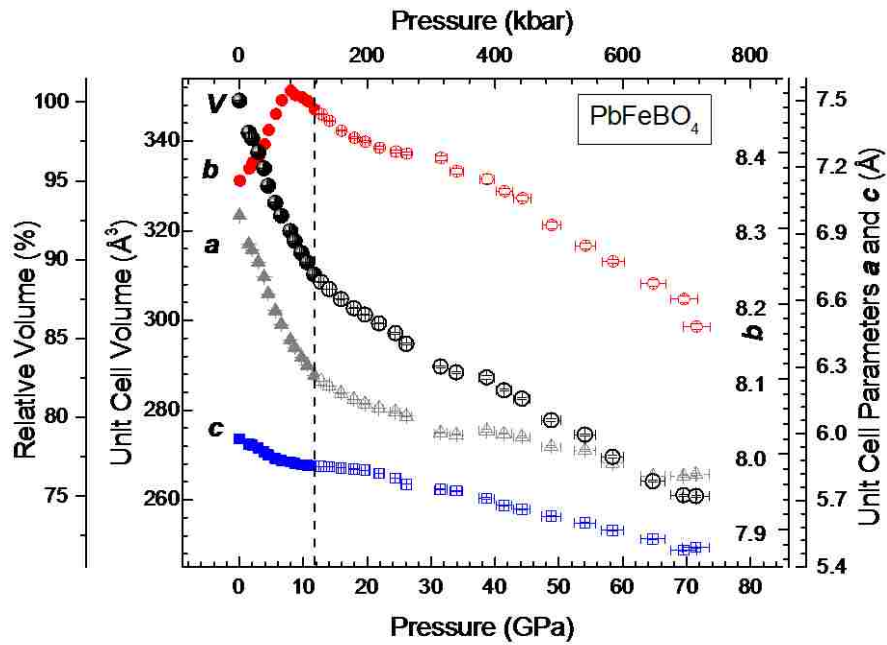 Pressure (kbar)
0 200 400 600 800
PbFeBO4
Relative Volume (%)
100
95
90
85
80
75
Unit Cell Volume (Å³)
340
320
300
280
260
V
b
a
c
8.4
8.3
8.2
b
8.1
8.0
7.9
7.5
7.2
6.9
6.6
6.3
6.0
5.7
5.4
Unit Cell Parameters a and c (Å)
0 10 20 30 40 50 60 70 80
Pressure (GPa)